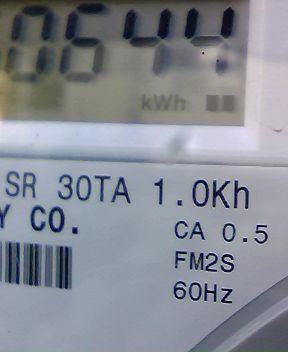 0644
kWh
SR 30TA 1.0Kh
Y CO.
CA 0.5
FM2S
60Hz